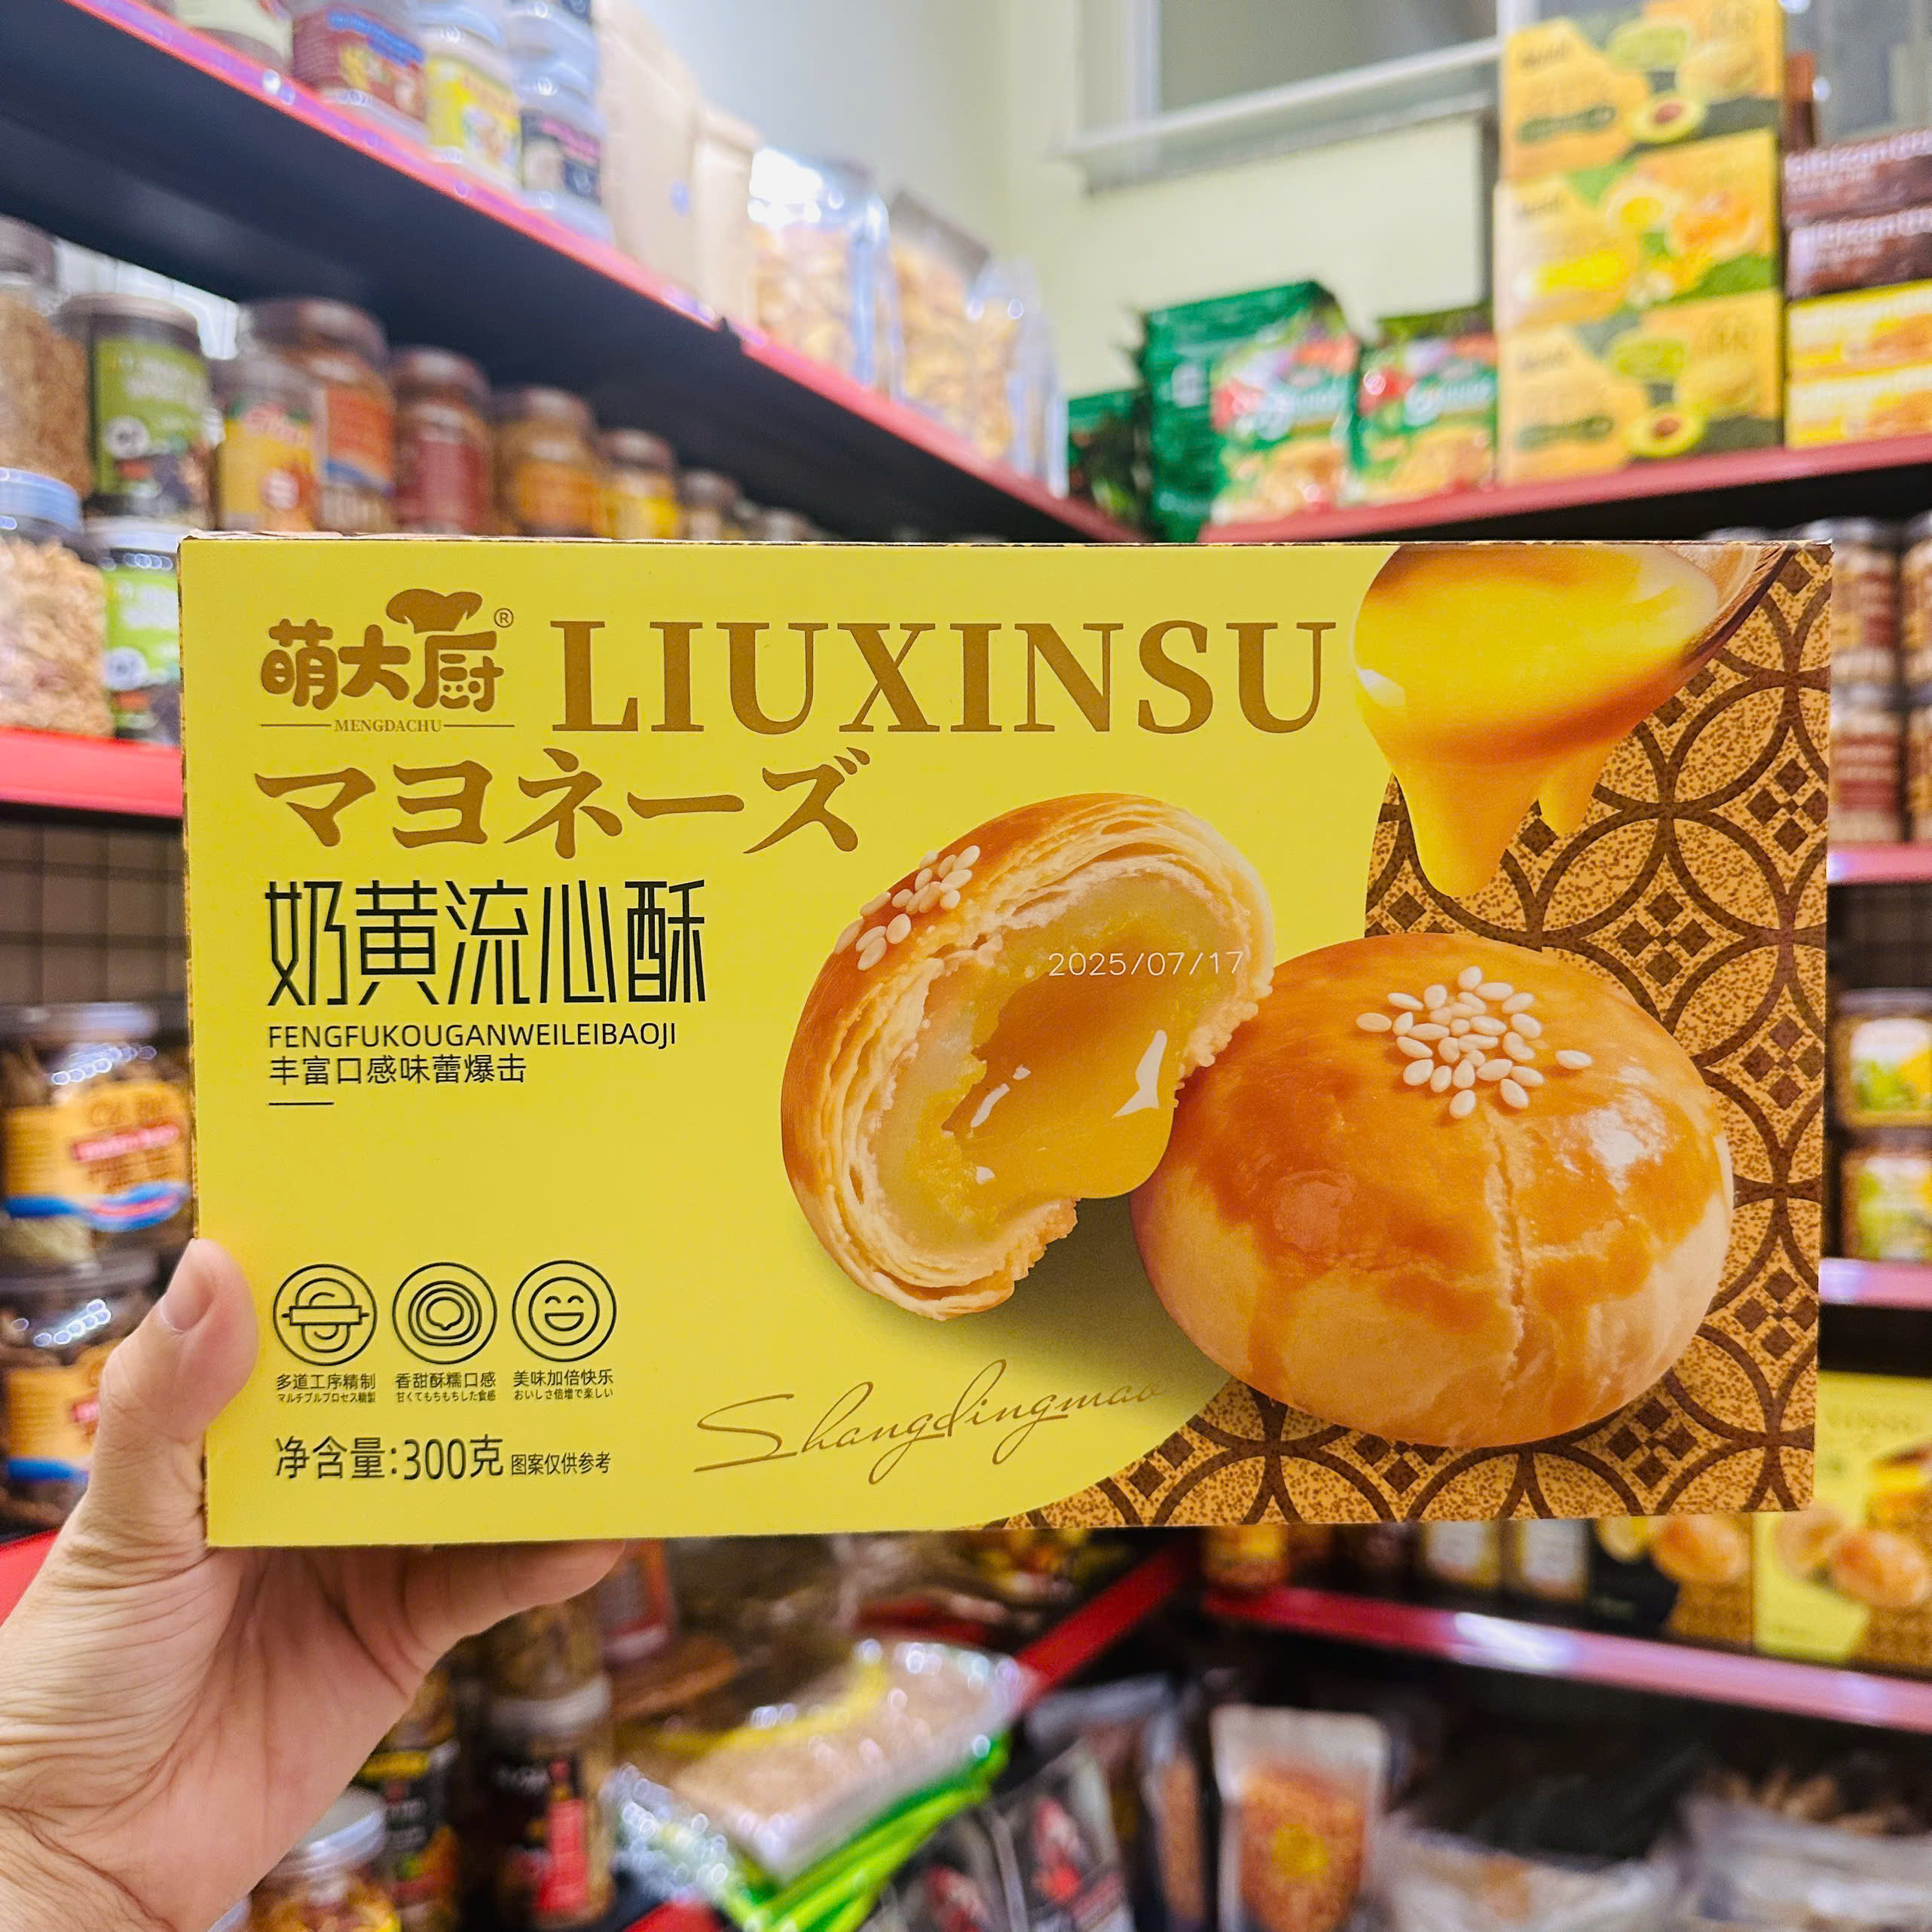 萌大厨®
MENGDACHU
LIUXINSU
マヨネーズ
奶黄流心酥
FENGFUKOUGANWEILEIBAOJI
丰富口感味蕾爆击
2025/07/17
多道工序精制
マルチプルプロセス精製
香甜酥糯口感
甘くてもちもちした食感
美味加倍快乐
おいしさ倍増で楽しい
净含量:300克 图案仅供参考
Shangdingmao